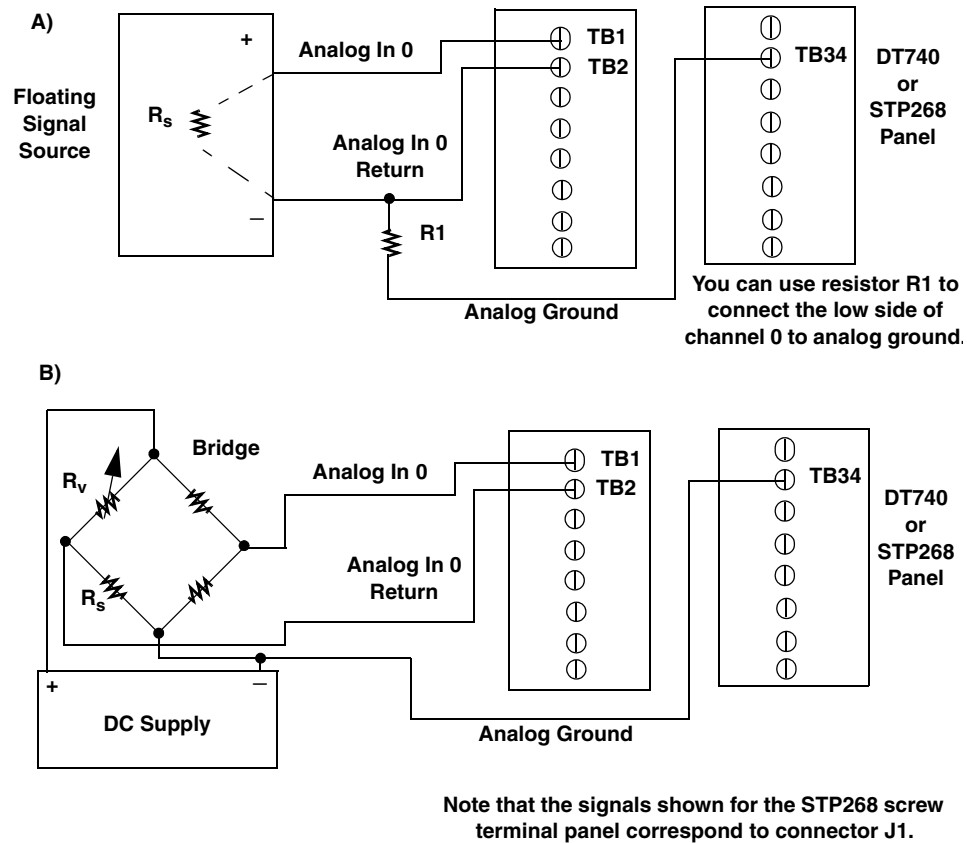 A)
+
Analog In 0
TB1
TB2
TB34
DT740
or
STP268
Panel
Floating
Signal
Source
Rs
Analog In 0
Return
–
R1
Analog Ground
You can use resistor R1 to
connect the low side of
channel 0 to analog ground.
B)
Bridge
Rv
Analog In 0
TB1
TB2
TB34
DT740
or
STP268
Panel
Analog In 0
Return
Rs
+
–
DC Supply
Analog Ground
Note that the signals shown for the STP268 screw
terminal panel correspond to connector J1.